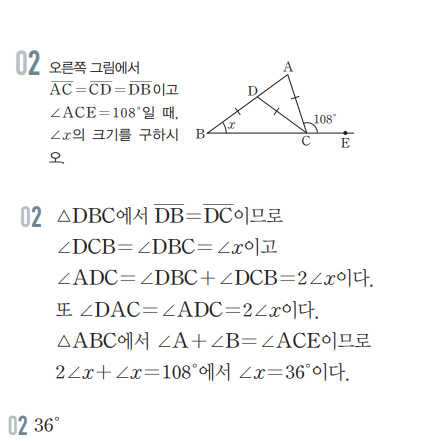 02 오른쪽 그림에서
AC=CD=DB이고
∠ACE=108°일 때,
∠x의 크기를 구하시
오.
A
D
B
x
108°
C
E
02 △DBC에서 DB=DC이므로
∠DCB=∠DBC=∠x이고
∠ADC=∠DBC+∠DCB=2∠x이다.
또 ∠DAC=∠ADC=2∠x이다.
△ABC에서 ∠A+∠B=∠ACE이므로
2∠x+∠x=108°에서 ∠x=36°이다.
02 36°